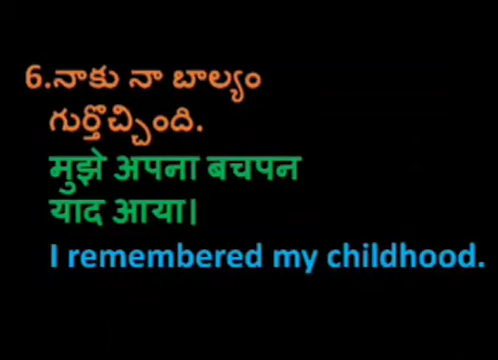 6.నాకు నా బాల్యం
గుర్తొచ్చింది.
मुझे अपना बचपन
याद आया।
I remembered my childhood.